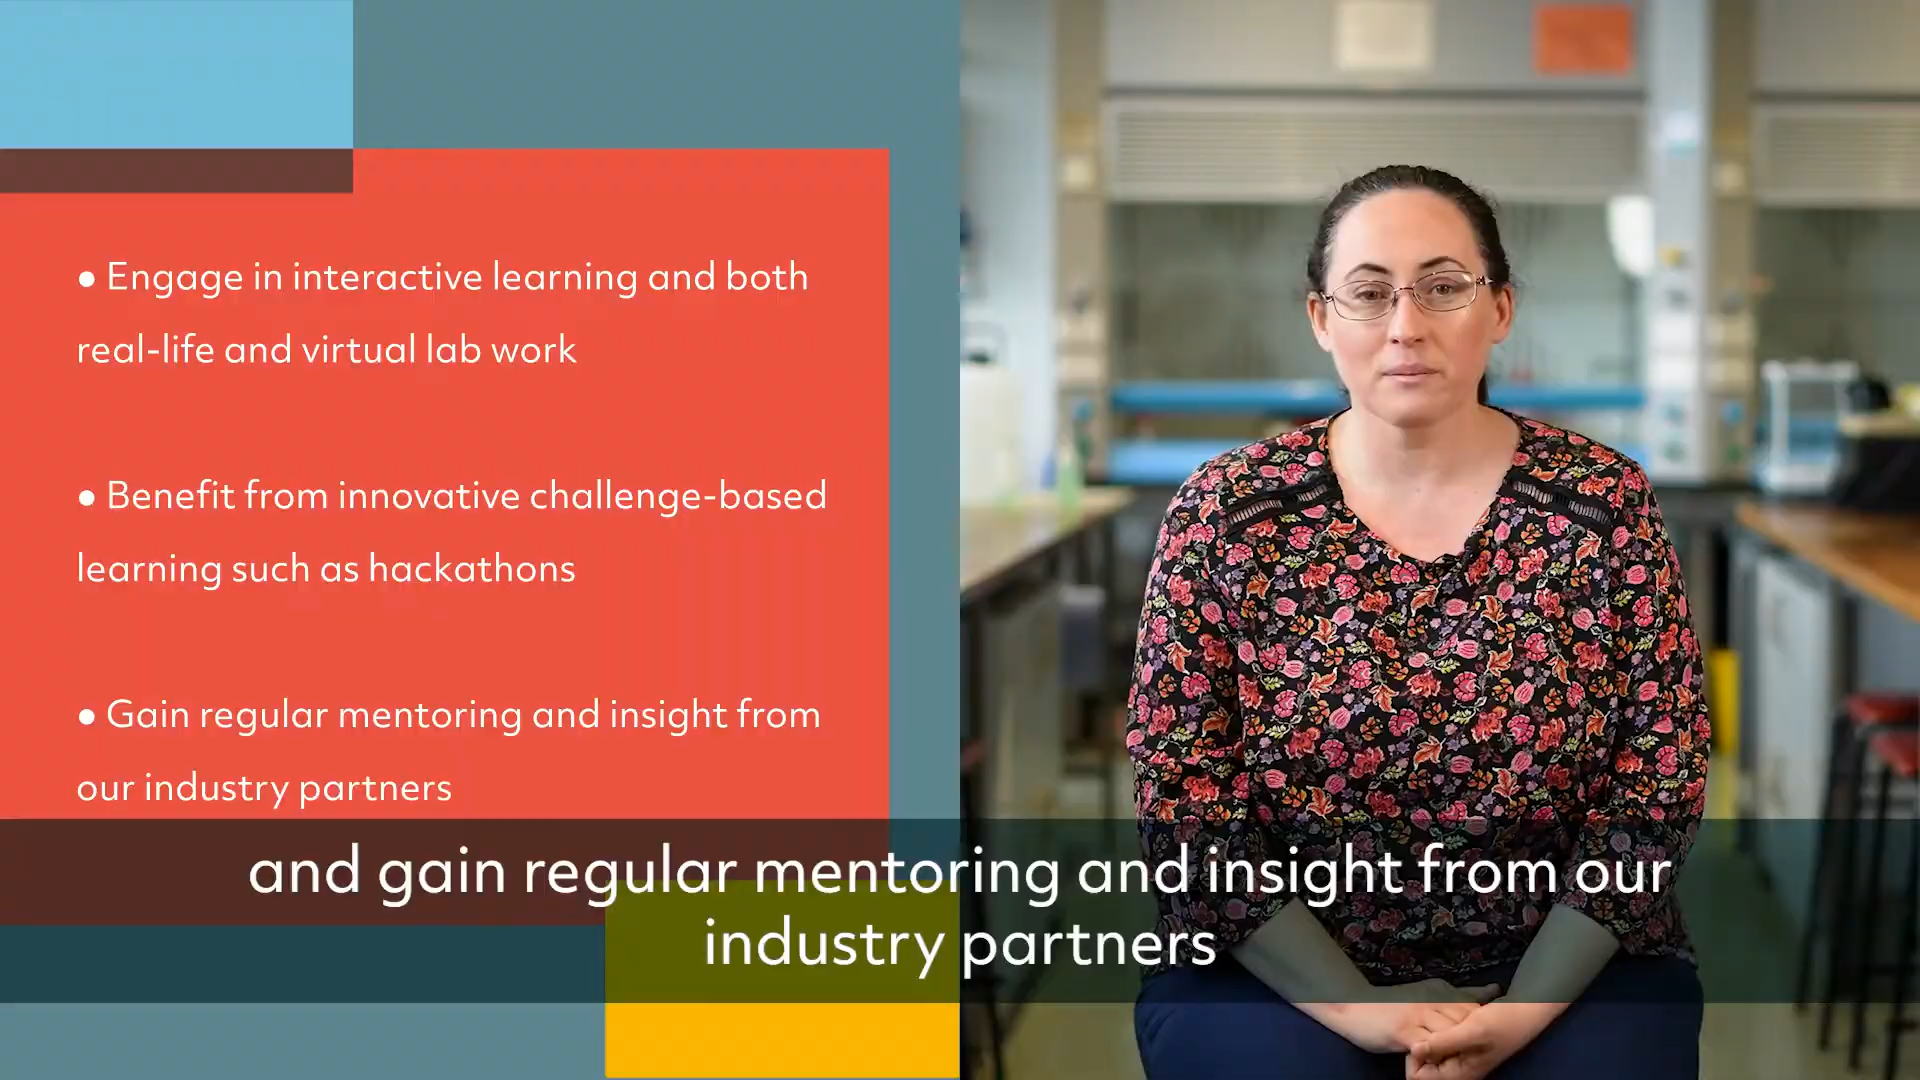 ● Engage in interactive learning and both
real-life and virtual lab work
● Benefit from innovative challenge-based
learning such as hackathons
● Gain regular mentoring and insight from
our industry partners
and gain regular mentoring and insight from our
industry partners